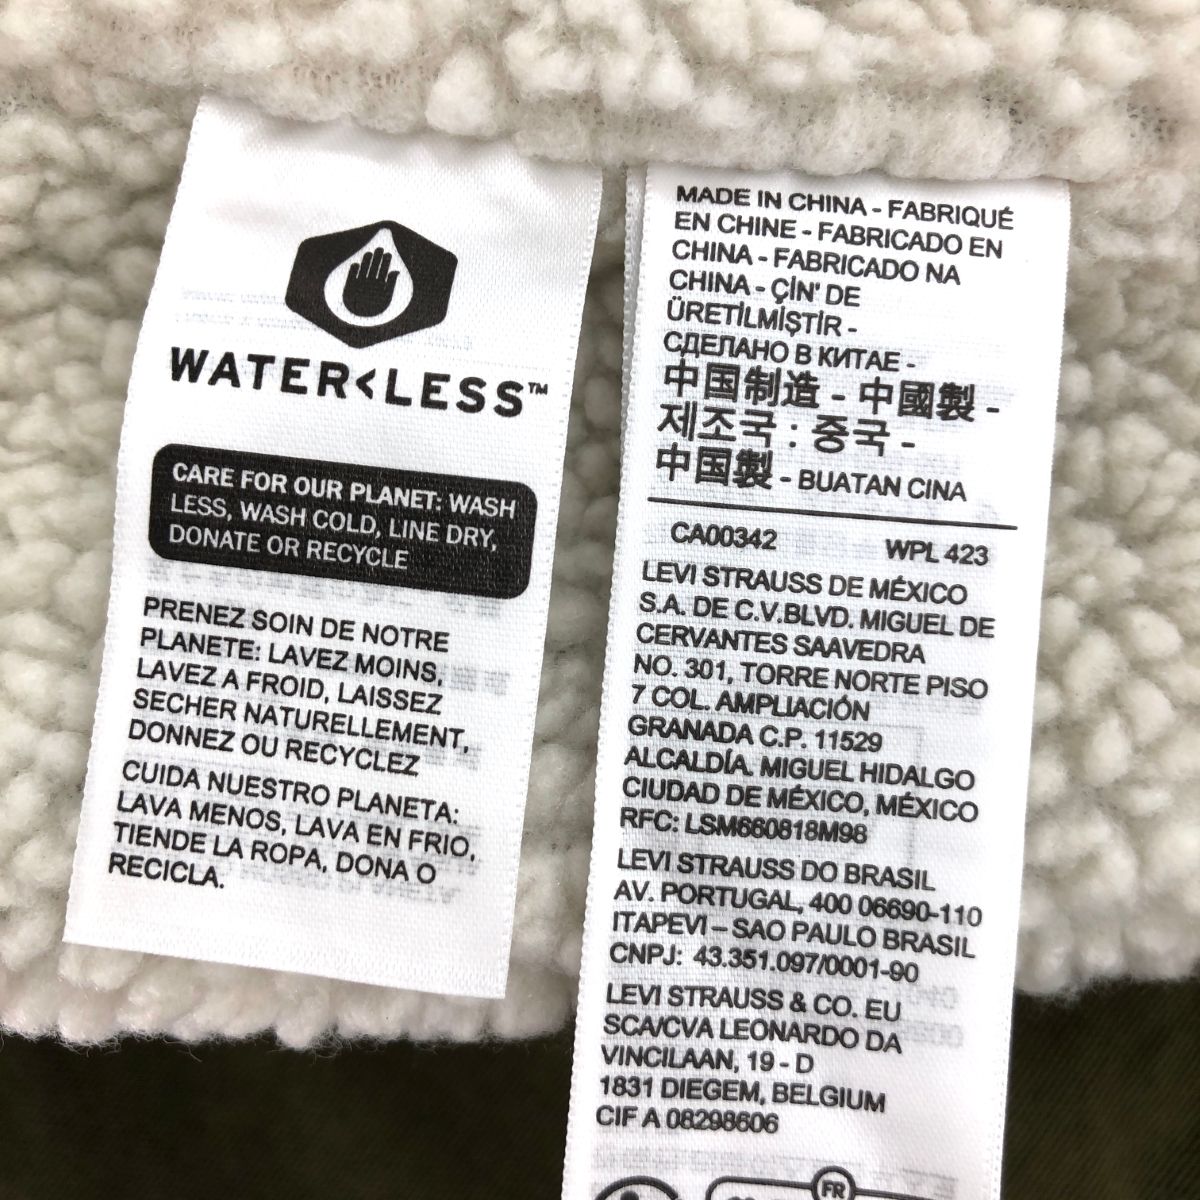 WATER<LESS™
CARE FOR OUR PLANET: WASH
LESS, WASH COLD, LINE DRY,
DONATE OR RECYCLE
PRENEZ SOIN DE NOTRE
PLANETE: LAVEZ MOINS,
LAVEZ A FROID, LAISSEZ
SECHER NATURELLEMENT,
DONNEZ OU RECYCLEZ
CUIDA NUESTRO PLANETA:
LAVA MENOS, LAVA EN FRIO,
TIENDE LA ROPA, DONA O
RECICLA.
MADE IN CHINA - FABRIQUÉ
EN CHINE - FABRICADO EN
CHINA - FABRICADO NA
CHINA - ÇİN' DE
ÜRETİLMİŞTİR -
СДЕЛАНО В КИТАЕ -
中国制造 - 中國製 -
제조국 : 중국 -
中国製 - BUATAN CINA
CA00342 WPL 423
LEVI STRAUSS DE MÉXICO
S.A. DE C.V.BLVD. MIGUEL DE
CERVANTES SAAVEDRA
NO. 301, TORRE NORTE PISO
7 COL. AMPLIACIÓN
GRANADA C.P. 11529
ALCALDÍA MIGUEL HIDALGO
CIUDAD DE MÉXICO, MÉXICO
RFC: LSM660818M98
LEVI STRAUSS DO BRASIL
AV. PORTUGAL, 400 06690-110
ITAPEVI – SAO PAULO BRASIL
CNPJ: 43.351.097/0001-90
LEVI STRAUSS & CO. EU
SCA/CVA LEONARDO DA
VINCILAAN, 19 - D
1831 DIEGEM, BELGIUM
CIF A 08298606
FR